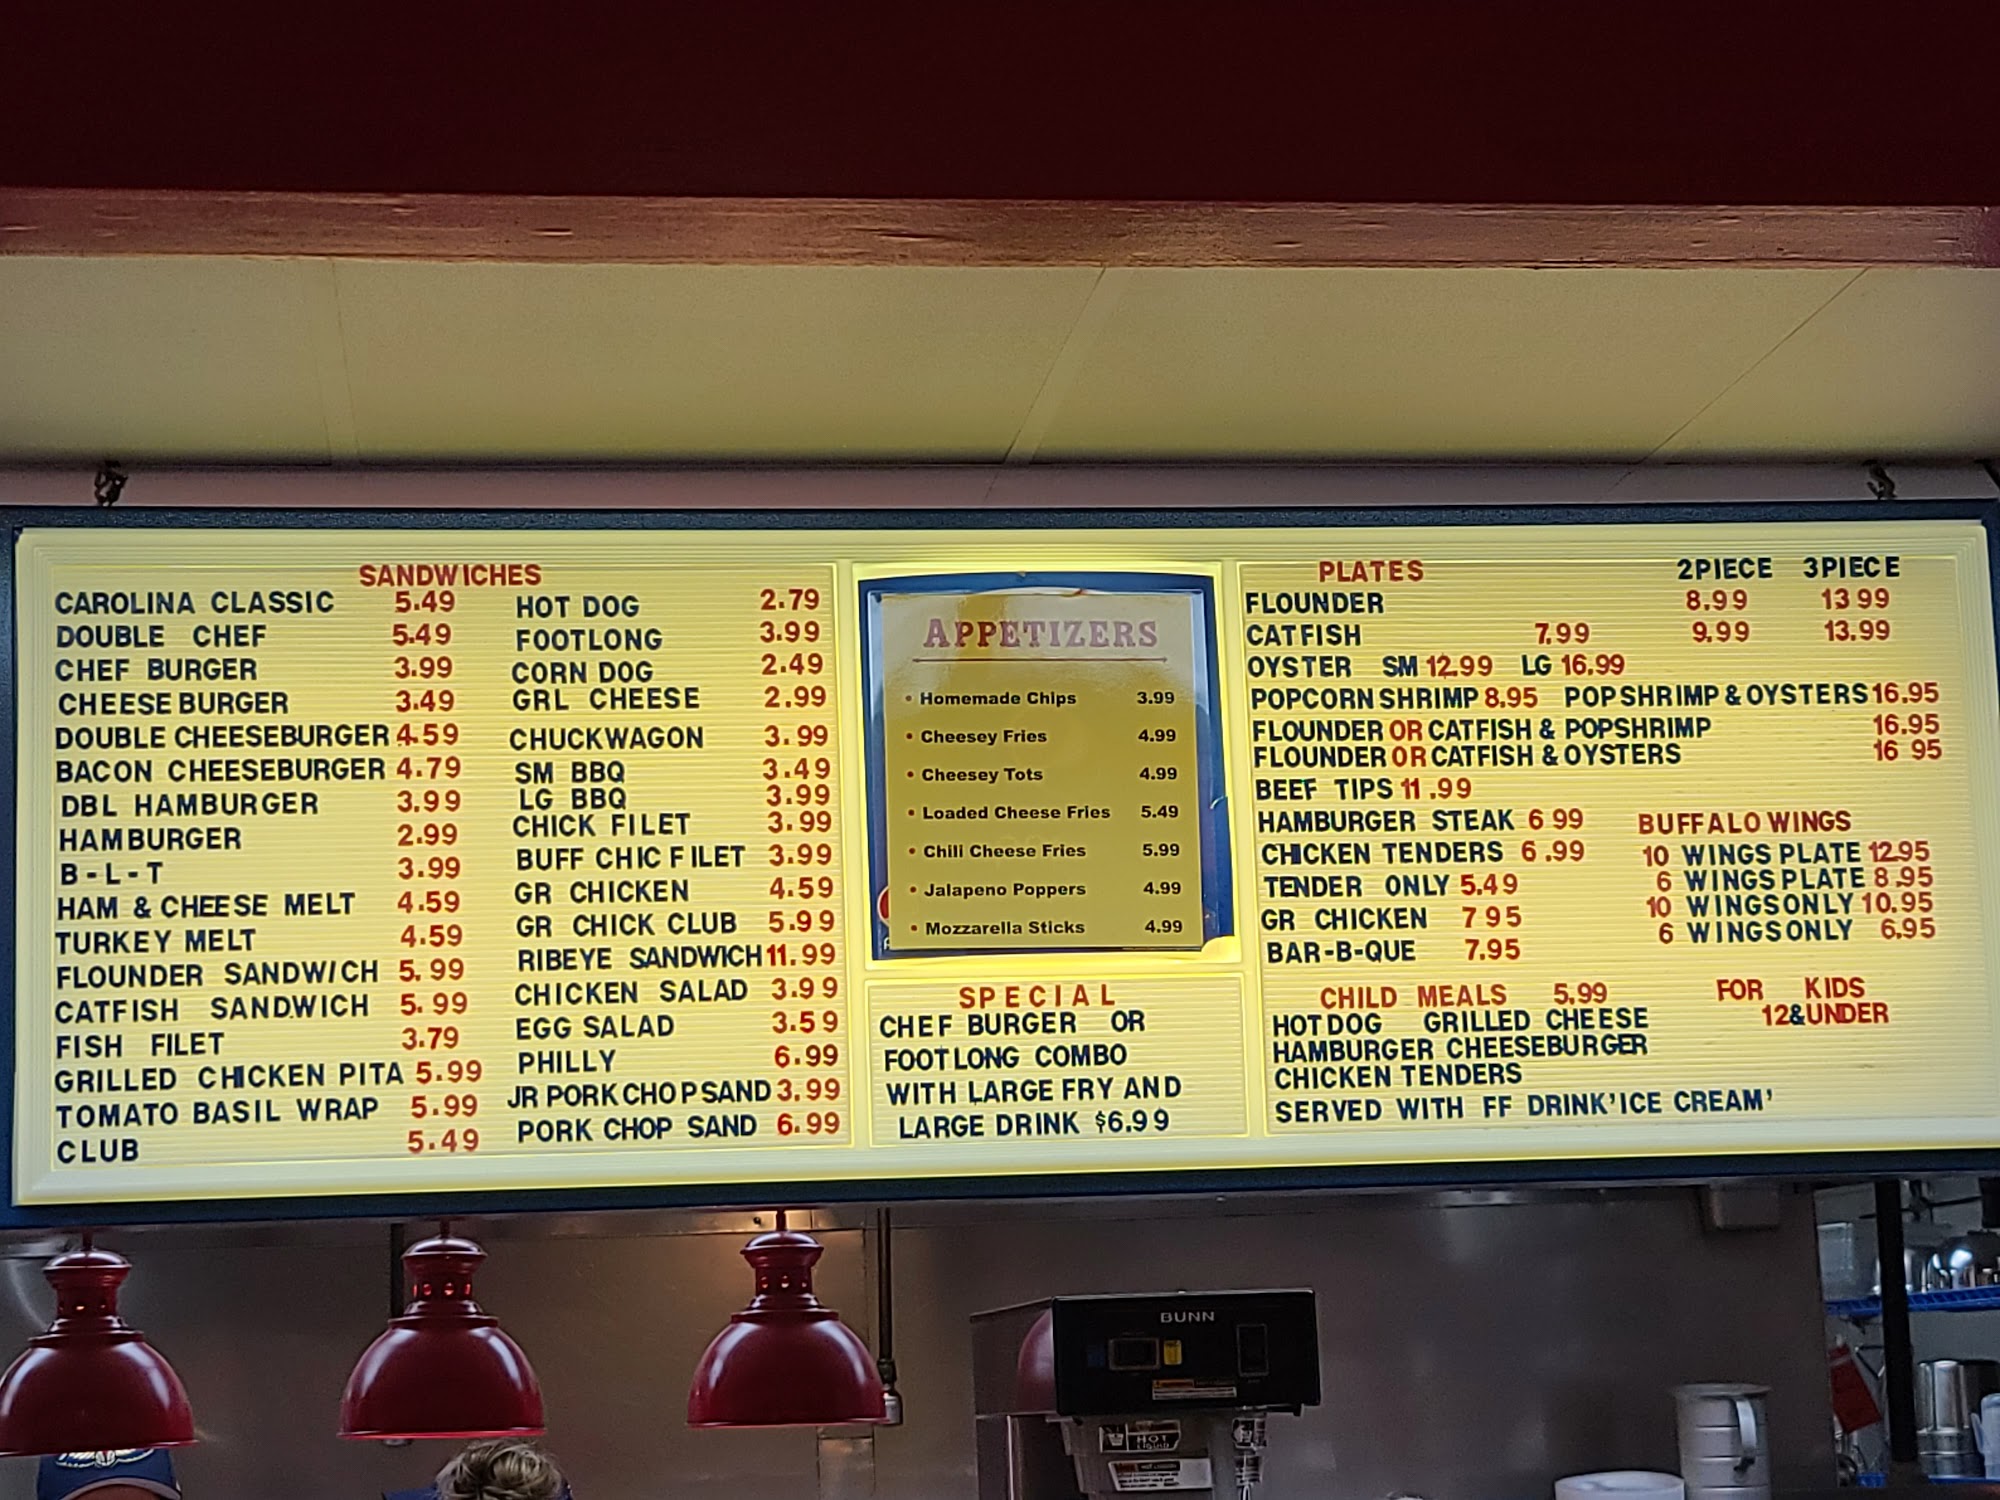 SANDWICHES
CAROLINA CLASSIC 5.49
DOUBLE CHEF 5.49
CHEF BURGER 3.99
CHEESE BURGER 3.49
DOUBLE CHEESEBURGER 4.59
BACON CHEESEBURGER 4.79
DBL HAMBURGER 3.99
HAMBURGER 2.99
B-L-T 3.99
HAM & CHEESE MELT 4.59
TURKEY MELT 4.59
FLOUNDER SANDWICH 5.99
CATFISH SANDWICH 5.99
FISH FILET 3.79
GRILLED CHICKEN PITA 5.99
TOMATO BASIL WRAP 5.99
CLUB 5.49
HOT DOG 2.79
FOOTLONG 3.99
CORN DOG 2.49
GRL CHEESE 2.99
CHUCKWAGON 3.99
SM BBQ 3.49
LG BBQ 3.99
CHICK FILET 3.99
BUFF CHIC FILET 3.99
GR CHICKEN 4.59
GR CHICK CLUB 5.99
RIBEYE SANDWICH 11.99
CHICKEN SALAD 3.99
EGG SALAD 3.59
PHILLY 6.99
JR PORK CHOP SAND 3.99
PORK CHOP SAND 6.99
APPETIZERS
• Homemade Chips 3.99
• Cheesey Fries 4.99
• Cheesey Tots 4.99
• Loaded Cheese Fries 5.49
• Chili Cheese Fries 5.99
• Jalapeno Poppers 4.99
• Mozzarella Sticks 4.99
SPECIAL
CHEF BURGER OR
FOOTLONG COMBO
WITH LARGE FRY AND
LARGE DRINK $6.99
PLATES 2PIECE 3PIECE
FLOUNDER 8.99 13 99
CATFISH 7.99 9.99 13.99
OYSTER SM 12.99 LG 16.99
POPCORN SHRIMP 8.95 POP SHRIMP & OYSTERS 16.95
FLOUNDER OR CATFISH & POPSHRIMP 16.95
FLOUNDER OR CATFISH & OYSTERS 16 95
BEEF TIPS 11.99
HAMBURGER STEAK 6 99
CHICKEN TENDERS 6.99
TENDER ONLY 5.49
GR CHICKEN 7 95
BAR-B-QUE 7.95
BUFFALO WINGS
10 WINGS PLATE 12.95
6 WINGS PLATE 8.95
10 WINGS ONLY 10.95
6 WINGS ONLY 6.95
CHILD MEALS 5.99 FOR KIDS
12&UNDER
HOT DOG GRILLED CHEESE
HAMBURGER CHEESEBURGER
CHICKEN TENDERS
SERVED WITH FF DRINK'ICE CREAM'
BUNN
HOT
LIQUID